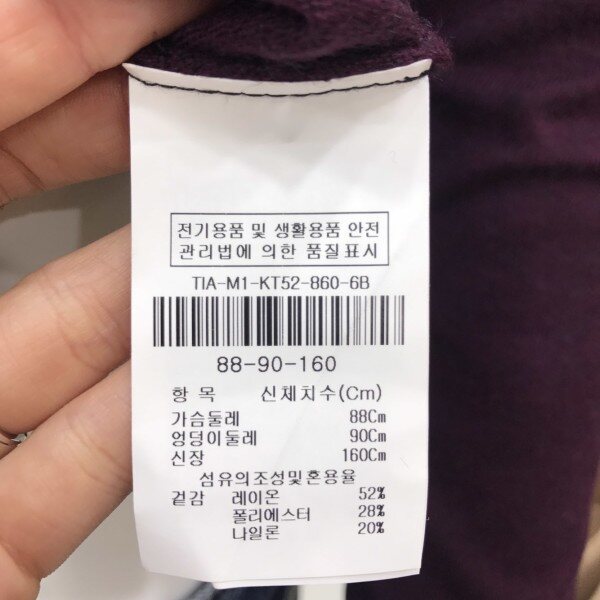 전기용품 및 생활용품 안전
관리법에 의한 품질표시
TIA-M1-KT52-860-6B
88-90-160
항 목 신체치수(Cm)
가슴둘레 88Cm
엉덩이둘레 90Cm
신장 160Cm
섬유의조성및혼용율
겉감 레이온 52%
폴리에스터 28%
나일론 20%